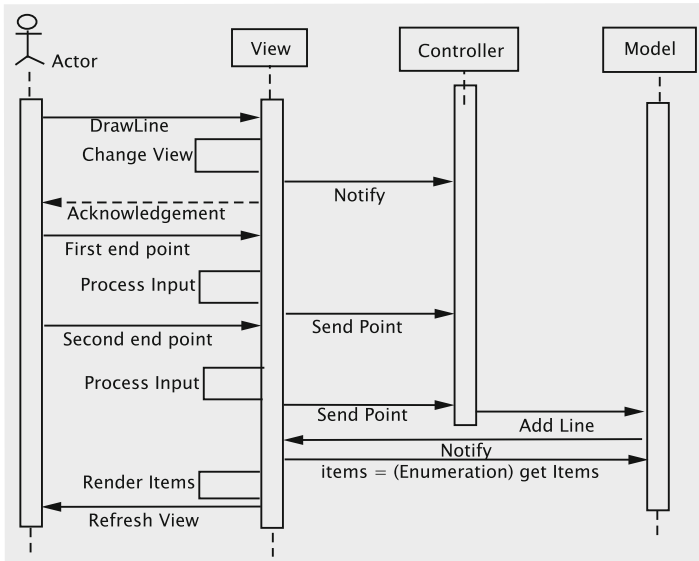 Actor
View
Controller
Model
DrawLine
Change View
Notify
Acknowledgement
First end point
Process Input
Send Point
Second end point
Process Input
Send Point
Add Line
Notify
items = (Enumeration) get Items
Render Items
Refresh View